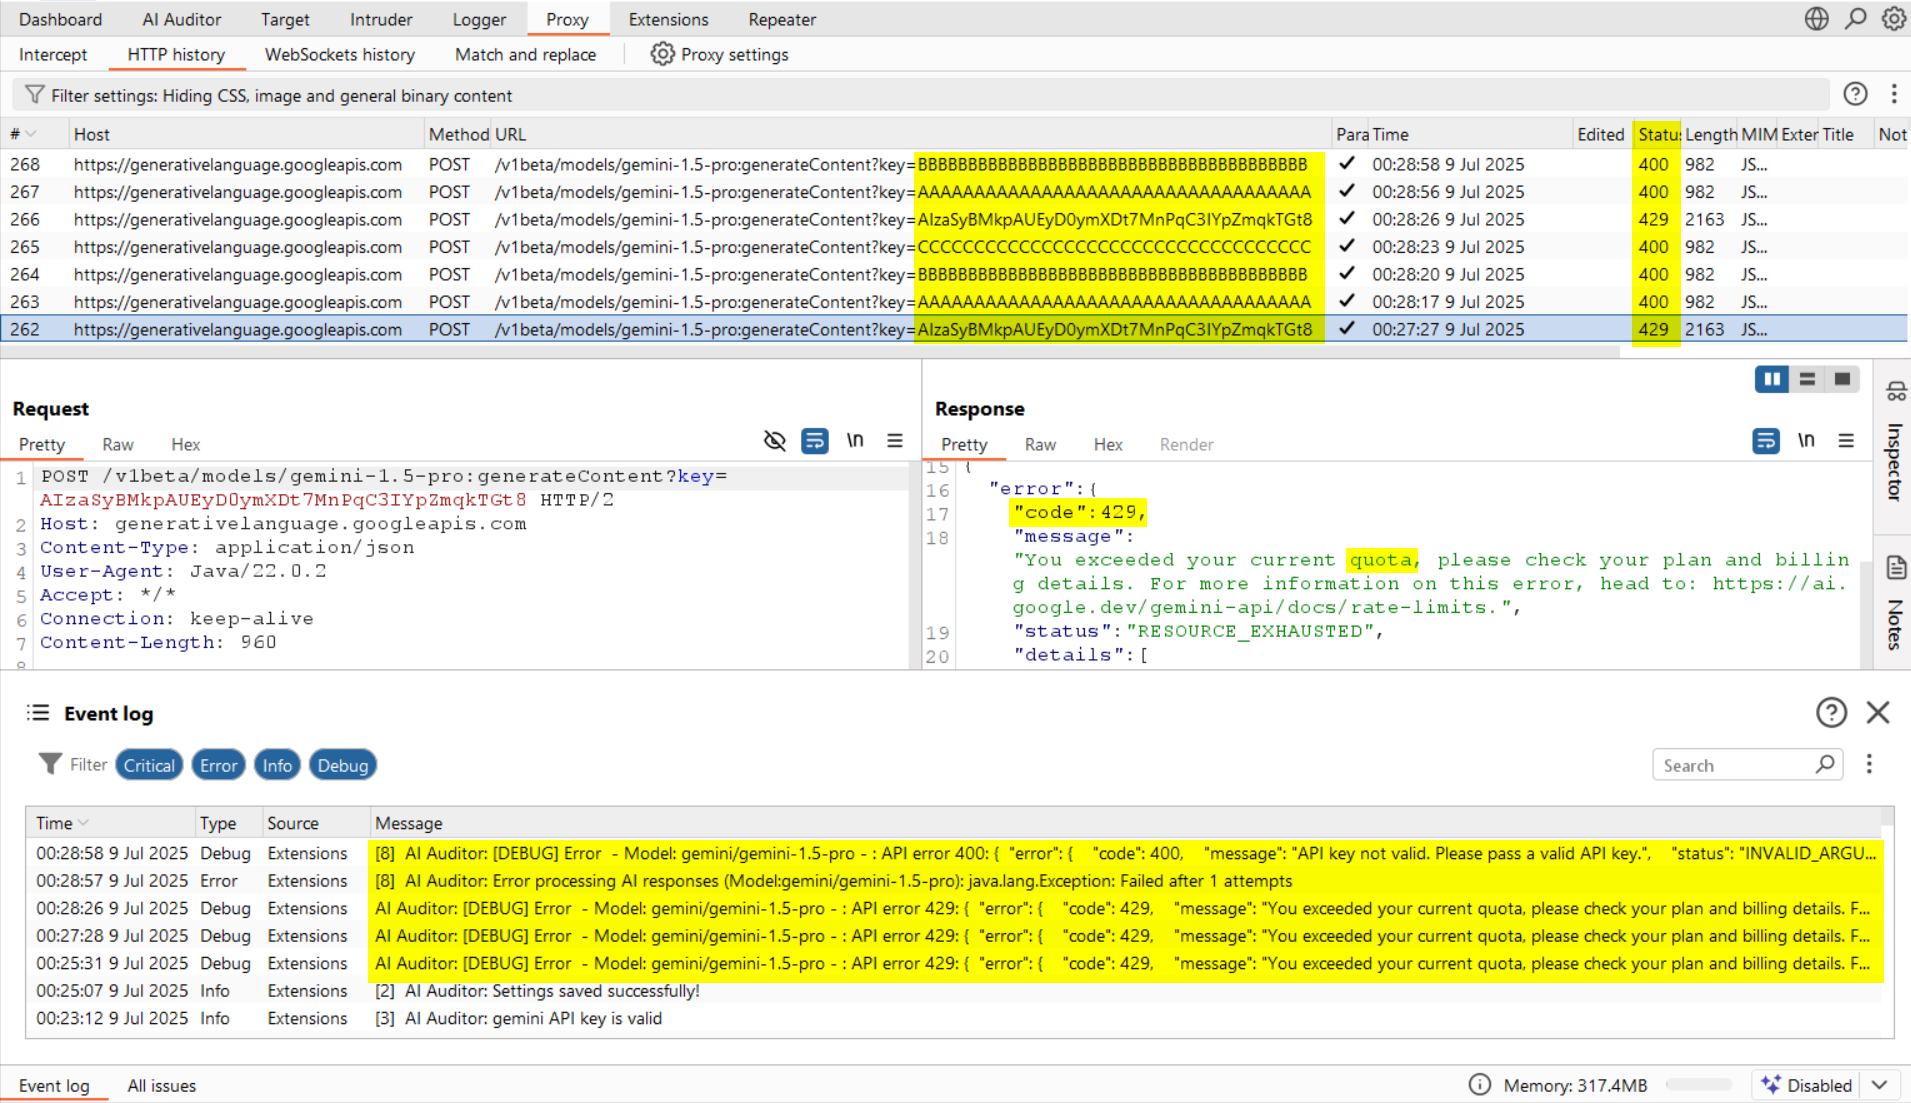 Dashboard AI Auditor Target Intruder Logger Proxy Extensions Repeater
Intercept HTTP history WebSockets history Match and replace Proxy settings
Filter settings: Hiding CSS, image and general binary content
# Host Method URL Para Time Edited Status Length MIM Exter Title Not
268 https://generativelanguage.googleapis.com POST /v1beta/models/gemini-1.5-pro:generateContent?key=BBBBBBBBBBBBBBBBBBBBBBBBBBBBBBBBBBBBBBB 00:28:58 9 Jul 2025 400 982 JS...
267 https://generativelanguage.googleapis.com POST /v1beta/models/gemini-1.5-pro:generateContent?key=AAAAAAAAAAAAAAAAAAAAAAAAAAAAAAAAAAA 00:28:56 9 Jul 2025 400 982 JS...
266 https://generativelanguage.googleapis.com POST /v1beta/models/gemini-1.5-pro:generateContent?key=AIzaSyBMkpAUEyD0ymXDt7MnPqC3IYpZmqkTGt8 00:28:26 9 Jul 2025 429 2163 JS...
265 https://generativelanguage.googleapis.com POST /v1beta/models/gemini-1.5-pro:generateContent?key=CCCCCCCCCCCCCCCCCCCCCCCCCCCCCCCCCCC 00:28:23 9 Jul 2025 400 982 JS...
264 https://generativelanguage.googleapis.com POST /v1beta/models/gemini-1.5-pro:generateContent?key=BBBBBBBBBBBBBBBBBBBBBBBBBBBBBBBBBBBBBBB 00:28:20 9 Jul 2025 400 982 JS...
263 https://generativelanguage.googleapis.com POST /v1beta/models/gemini-1.5-pro:generateContent?key=AAAAAAAAAAAAAAAAAAAAAAAAAAAAAAAAAAA 00:28:17 9 Jul 2025 400 982 JS...
262 https://generativelanguage.googleapis.com POST /v1beta/models/gemini-1.5-pro:generateContent?key=AIzaSyBMkpAUEyD0ymXDt7MnPqC3IYpZmqkTGt8 00:27:27 9 Jul 2025 429 2163 JS...
Request
Pretty Raw Hex \n
1 POST /v1beta/models/gemini-1.5-pro:generateContent?key=
AIzaSyBMkpAUEyD0ymXDt7MnPqC3IYpZmqkTGt8 HTTP/2
2 Host: generativelanguage.googleapis.com
3 Content-Type: application/json
4 User-Agent: Java/22.0.2
5 Accept: */*
6 Connection: keep-alive
7 Content-Length: 960
8
Response
Pretty Raw Hex Render \n
15 {
16 "error":{
17 "code":429,
18 "message":
"You exceeded your current quota, please check your plan and billin
g details. For more information on this error, head to: https://ai.
google.dev/gemini-api/docs/rate-limits.",
19 "status":"RESOURCE_EXHAUSTED",
20 "details":[
Inspector
Notes
Event log
Filter Critical Error Info Debug Search
Time Type Source Message
00:28:58 9 Jul 2025 Debug Extensions [8] AI Auditor: [DEBUG] Error - Model: gemini/gemini-1.5-pro - : API error 400: { "error": { "code": 400, "message": "API key not valid. Please pass a valid API key.", "status": "INVALID_ARGU...
00:28:57 9 Jul 2025 Error Extensions [8] AI Auditor: Error processing AI responses (Model:gemini/gemini-1.5-pro): java.lang.Exception: Failed after 1 attempts
00:28:26 9 Jul 2025 Debug Extensions AI Auditor: [DEBUG] Error - Model: gemini/gemini-1.5-pro - : API error 429: { "error": { "code": 429, "message": "You exceeded your current quota, please check your plan and billing details. F...
00:27:28 9 Jul 2025 Debug Extensions AI Auditor: [DEBUG] Error - Model: gemini/gemini-1.5-pro - : API error 429: { "error": { "code": 429, "message": "You exceeded your current quota, please check your plan and billing details. F...
00:25:31 9 Jul 2025 Debug Extensions AI Auditor: [DEBUG] Error - Model: gemini/gemini-1.5-pro - : API error 429: { "error": { "code": 429, "message": "You exceeded your current quota, please check your plan and billing details. F...
00:25:07 9 Jul 2025 Info Extensions [2] AI Auditor: Settings saved successfully!
00:23:12 9 Jul 2025 Info Extensions [3] AI Auditor: gemini API key is valid
Event log All issues Memory: 317.4MB Disabled